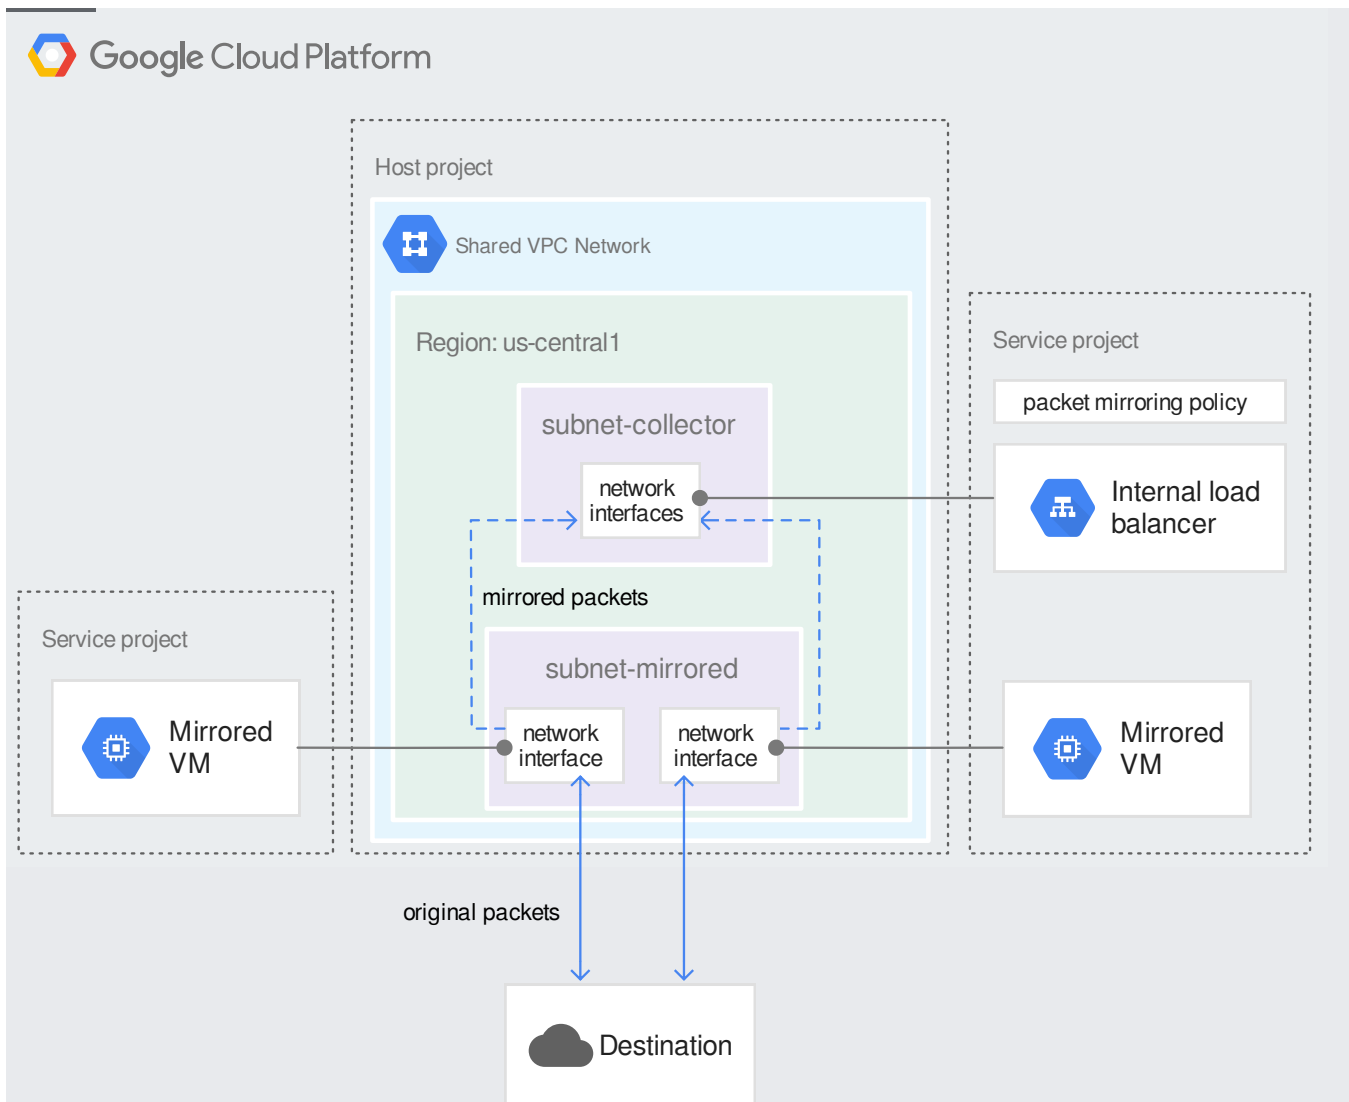 Google Cloud Platform
Host project
Shared VPC Network
Region: us-central1
subnet-collector
network
interfaces
mirrored packets
subnet-mirrored
network
interface
network
interface
Service project
packet mirroring policy
Internal load
balancer
Mirrored
VM
Service project
Mirrored
VM
original packets
Destination